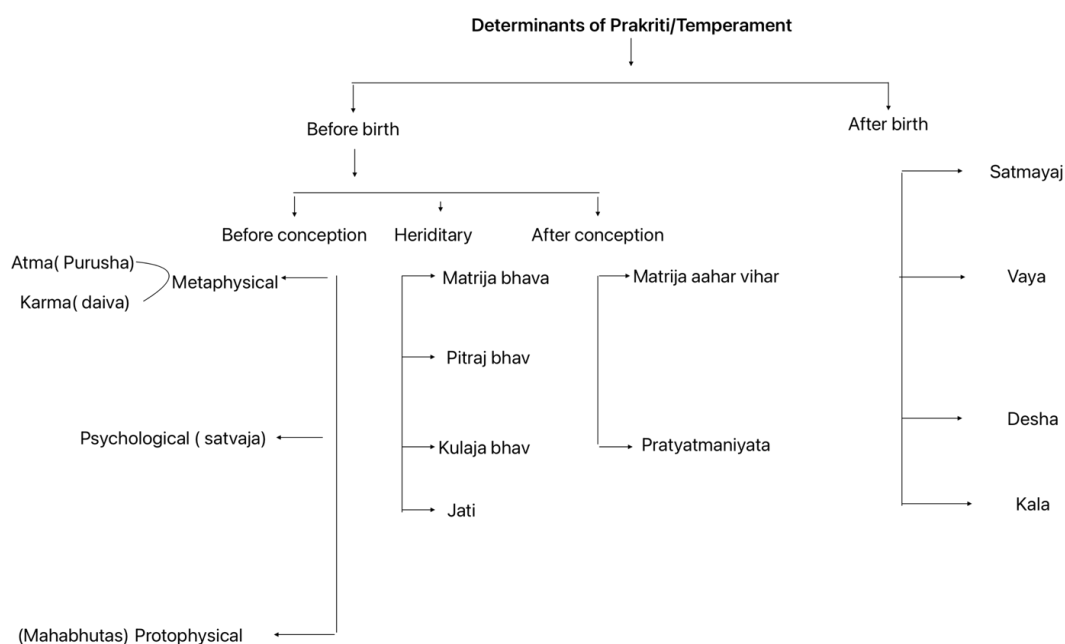 Determinants of Prakriti/Temperament
Before birth
After birth
Before conception
Heriditary
After conception
Atma( Purusha)
Karma( daiva)
Metaphysical
Psychological ( satvaja)
(Mahabhutas) Protophysical
Matrija bhava
Pitraj bhav
Kulaja bhav
Jati
Matrija aahar vihar
Pratyatmaniyata
Satmayaj
Vaya
Desha
Kala